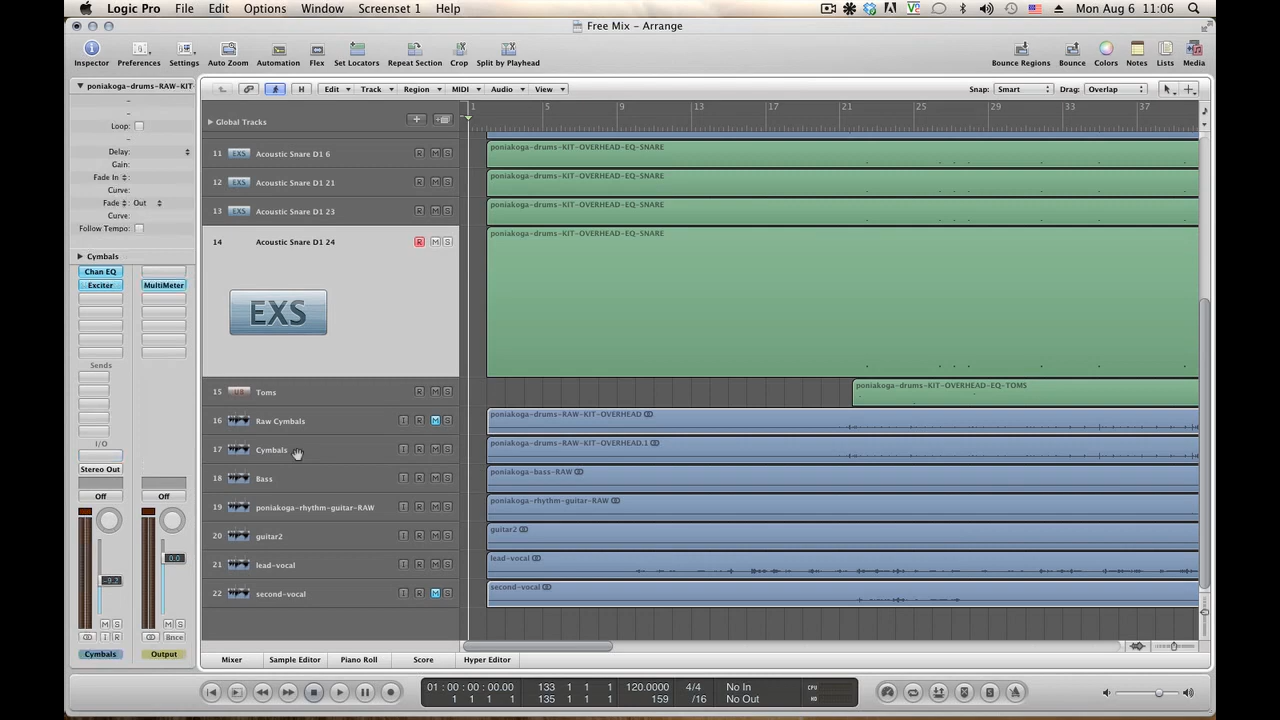 Logic Pro File Edit Options Window Screenset 1 Help Mon Aug 6 11:06
Free Mix – Arrange
Inspector Preferences Settings Auto Zoom Automation Flex Set Locators Repeat Section Crop Split by Playhead Bounce Regions Bounce Colors Notes Lists Media
poniakoga-drums-RAW-KIT
H Edit Track Region MIDI Audio View Snap: Smart Drag: Overlap
Global Tracks
1 5 9 13 17 21 25 29 33 37
Loop:
Delay:
Gain:
Fade In
Curve:
Fade Out
Curve:
Follow Tempo:
Cymbals
Chan EQ
Exciter MultiMeter
Sends
I/O
Stereo Out
Off Off
-9.2 0.0
M S M
I R Bnce
Cymbals Output
11 EXS Acoustic Snare D1 6 R M S poniakoga-drums-KIT-OVERHEAD-EQ-SNARE
12 EXS Acoustic Snare D1 21 R M S poniakoga-drums-KIT-OVERHEAD-EQ-SNARE
13 EXS Acoustic Snare D1 23 R M S poniakoga-drums-KIT-OVERHEAD-EQ-SNARE
14 Acoustic Snare D1 24 R M S poniakoga-drums-KIT-OVERHEAD-EQ-SNARE
EXS
15 UB Toms R M S poniakoga-drums-KIT-OVERHEAD-EQ-TOMS
16 Raw Cymbals I R M S poniakoga-drums-RAW-KIT-OVERHEAD
17 Cymbals I R M S poniakoga-drums-RAW-KIT-OVERHEAD.1
18 Bass I R M S poniakoga-bass-RAW
19 poniakoga-rhythm-guitar-RAW I R M S poniakoga-rhythm-guitar-RAW
20 guitar2 I R M S guitar2
21 lead-vocal I R M S lead-vocal
22 second-vocal I R M S second-vocal
Mixer Sample Editor Piano Roll Score Hyper Editor
01 : 00 : 00 : 00.00 133 1 1 1 120.0000 4/4 No In CPU
1 1 1 1 135 1 1 1 159 /16 No Out HD